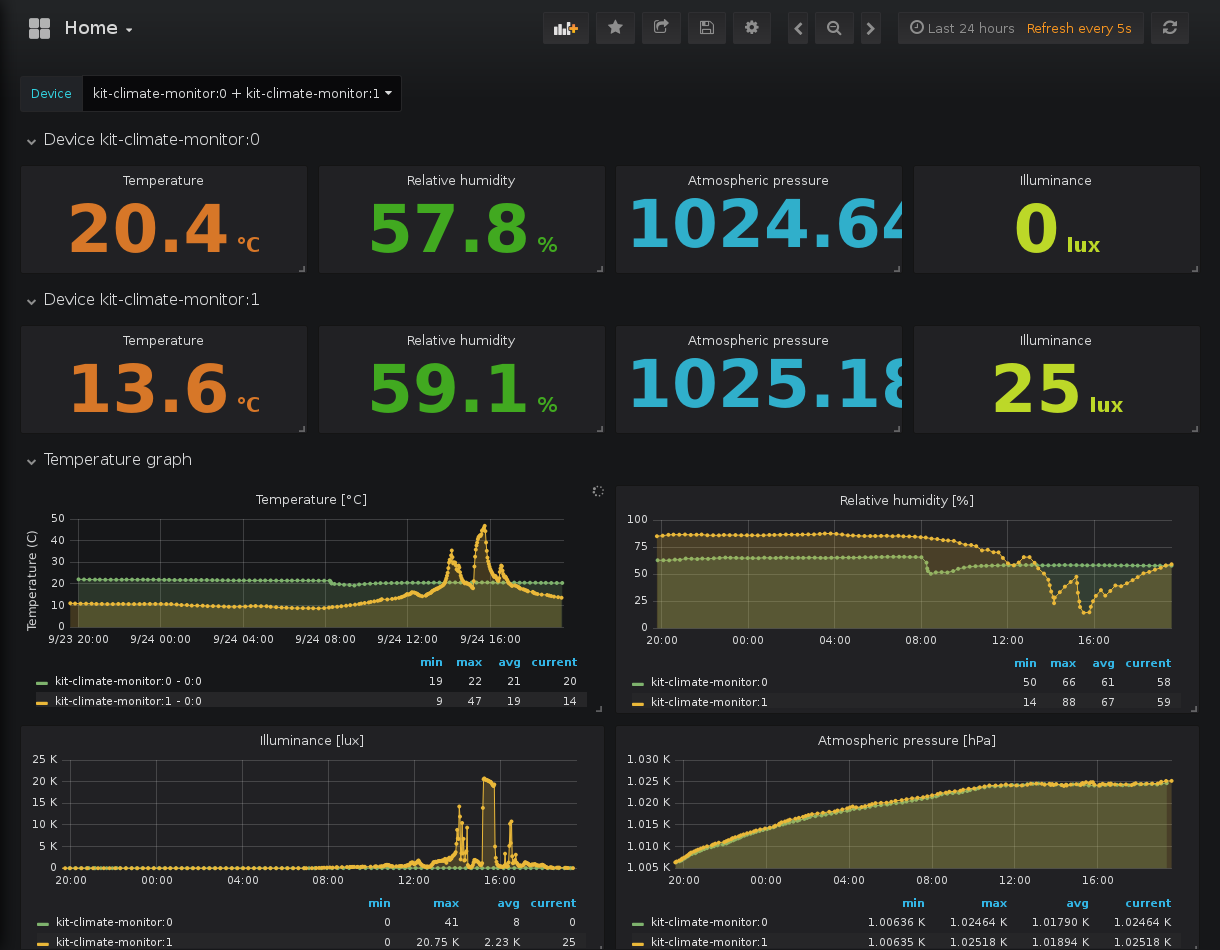 Home
Last 24 hours Refresh every 5s
Device kit-climate-monitor:0 + kit-climate-monitor:1
Device kit-climate-monitor:0
Temperature Relative humidity Atmospheric pressure Illuminance
20.4 °C 57.8 % 1024.64 0 lux
Device kit-climate-monitor:1
Temperature Relative humidity Atmospheric pressure Illuminance
13.6 °C 59.1 % 1025.18 25 lux
Temperature graph
Temperature [°C]
Temperature (C)
50
40
30
20
10
0
9/23 20:00 9/24 00:00 9/24 04:00 9/24 08:00 9/24 12:00 9/24 16:00
min max avg current
kit-climate-monitor:0 - 0:0 19 22 21 20
kit-climate-monitor:1 - 0:0 9 47 19 14
Relative humidity [%]
100
75
50
25
0
20:00 00:00 04:00 08:00 12:00 16:00
min max avg current
kit-climate-monitor:0 50 66 61 58
kit-climate-monitor:1 14 88 67 59
Illuminance [lux]
25 K
20 K
15 K
10 K
5 K
0
20:00 00:00 04:00 08:00 12:00 16:00
min max avg current
kit-climate-monitor:0 0 41 8 0
kit-climate-monitor:1 0 20.75 K 2.23 K 25
Atmospheric pressure [hPa]
1.030 K
1.025 K
1.020 K
1.015 K
1.010 K
1.005 K
20:00 00:00 04:00 08:00 12:00 16:00
min max avg current
kit-climate-monitor:0 1.00636 K 1.02464 K 1.01790 K 1.02464 K
kit-climate-monitor:1 1.00635 K 1.02518 K 1.01894 K 1.02518 K